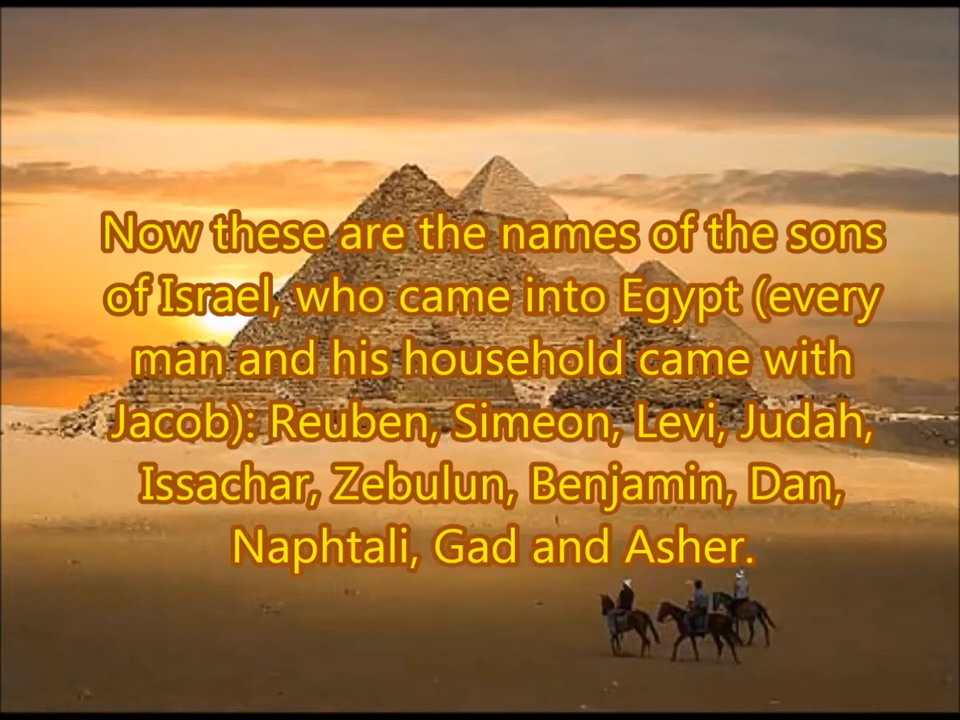 Now these are the names of the sons
of Israel, who came into Egypt (every
man and his household came with
Jacob): Reuben, Simeon, Levi, Judah,
Issachar, Zebulun, Benjamin, Dan,
Naphtali, Gad and Asher.